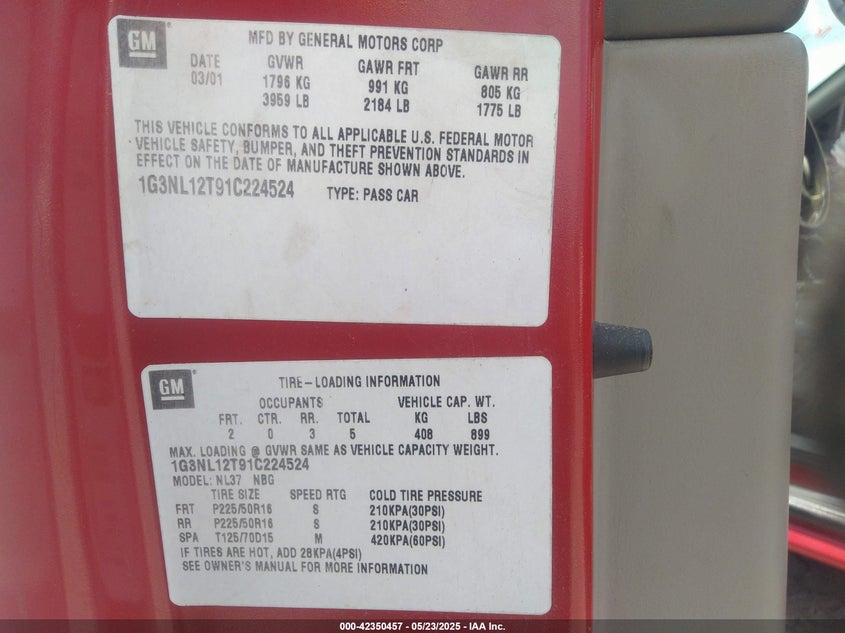 GM
MFD BY GENERAL MOTORS CORP
DATE GVWR GAWR FRT GAWR RR
03/01 1796 KG 991 KG 805 KG
3959 LB 2184 LB 1775 LB
THIS VEHICLE CONFORMS TO ALL APPLICABLE U.S. FEDERAL MOTOR
VEHICLE SAFETY, BUMPER, AND THEFT PREVENTION STANDARDS IN
EFFECT ON THE DATE OF MANUFACTURE SHOWN ABOVE.
1G3NL12T91C224524 TYPE: PASS CAR
GM
TIRE-LOADING INFORMATION
OCCUPANTS VEHICLE CAP. WT.
FRT. CTR. RR. TOTAL KG LBS
2 0 3 5 408 899
MAX. LOADING @ GVWR SAME AS VEHICLE CAPACITY WEIGHT.
1G3NL12T91C224524
MODEL: NL37 NBG
TIRE SIZE SPEED RTG COLD TIRE PRESSURE
FRT P225/50R16 S 210KPA(30PSI)
RR P225/50R16 S 210KPA(30PSI)
SPA T125/70D15 M 420KPA(60PSI)
IF TIRES ARE HOT, ADD 28KPA(4PSI)
SEE OWNER'S MANUAL FOR MORE INFORMATION
000-42350457 - 05/23/2025 - IAA Inc.